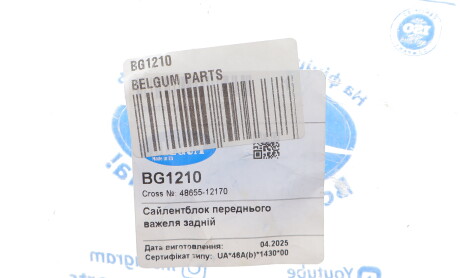 BG1210
BELGUM PARTS
BG1210
Cross №: 48655-12170
Сайлентблок переднього
важеля задній
Дата виготовлення: 04.2025
Сертифікат типу: UA*46A(b)*1430*00
Youtube